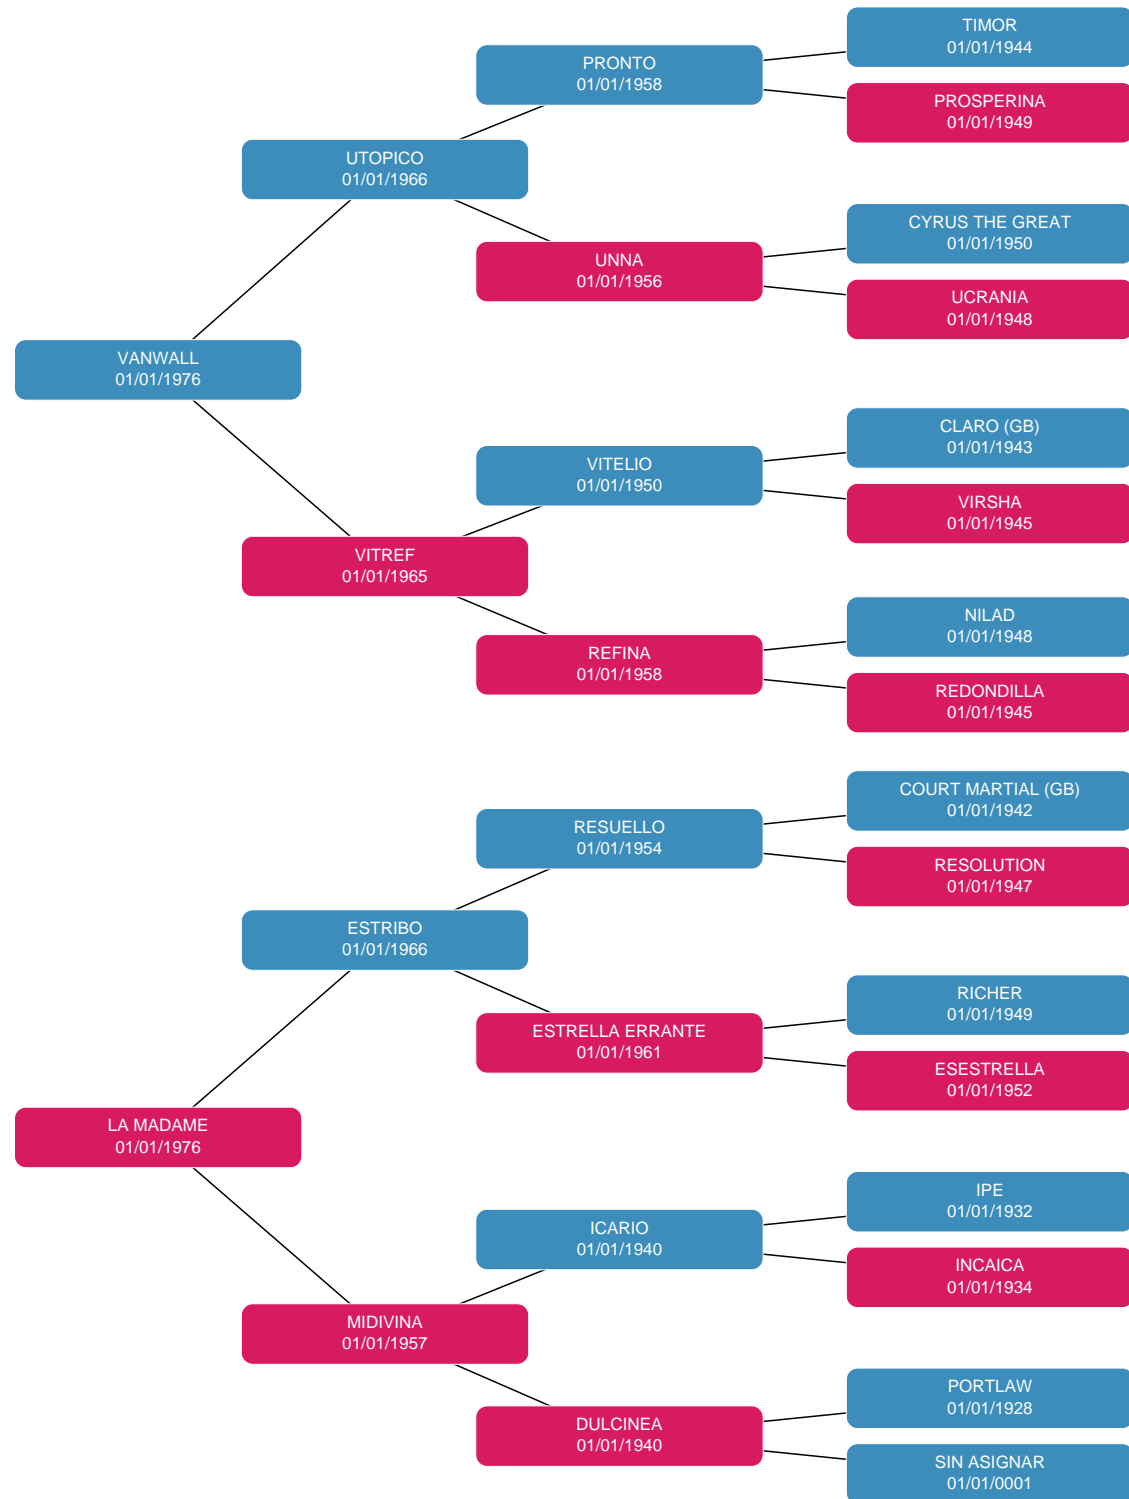 TIMOR
01/01/1944
PRONTO
01/01/1958
PROSPERINA
01/01/1949
UTOPICO
01/01/1966
CYRUS THE GREAT
01/01/1950
UNNA
01/01/1956
UCRANIA
01/01/1948
VANWALL
01/01/1976
CLARO (GB)
01/01/1943
VITELIO
01/01/1950
VIRSHA
01/01/1945
VITREF
01/01/1965
NILAD
01/01/1948
REFINA
01/01/1958
REDONDILLA
01/01/1945
COURT MARTIAL (GB)
01/01/1942
RESUELLO
01/01/1954
RESOLUTION
01/01/1947
ESTRIBO
01/01/1966
RICHER
01/01/1949
ESTRELLA ERRANTE
01/01/1961
ESESTRELLA
01/01/1952
LA MADAME
01/01/1976
IPE
01/01/1932
ICARIO
01/01/1940
INCAICA
01/01/1934
MIDIVINA
01/01/1957
PORTLAW
01/01/1928
DULCINEA
01/01/1940
SIN ASIGNAR
01/01/0001